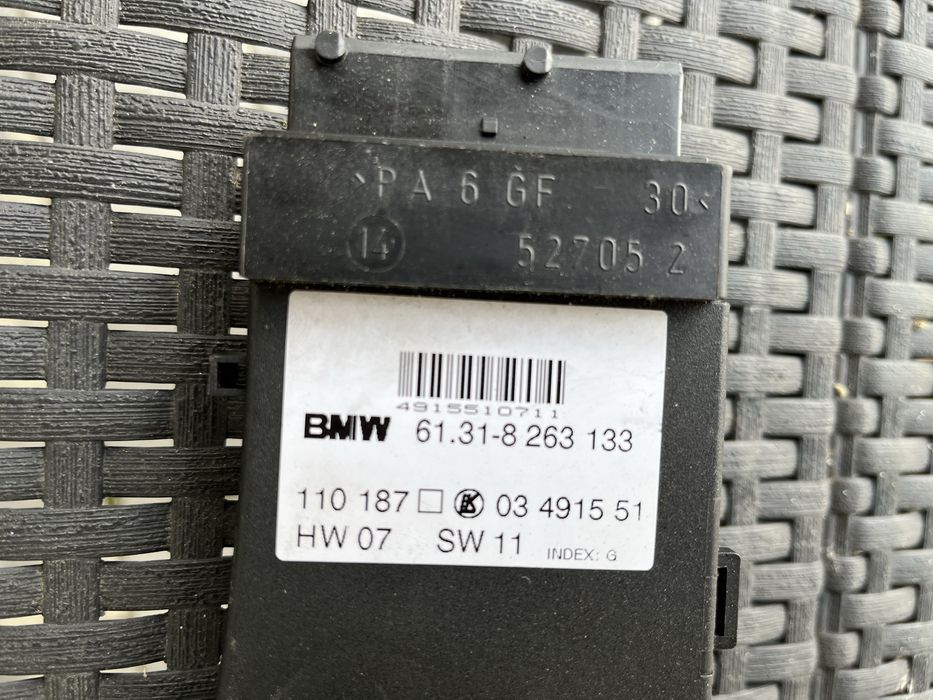 >PA 6 GF - 30<
14 52705 2
4915510711
BMW 61.31-8 263 133
110 187 □ 03 4915 51
HW 07 SW 11 INDEX: G